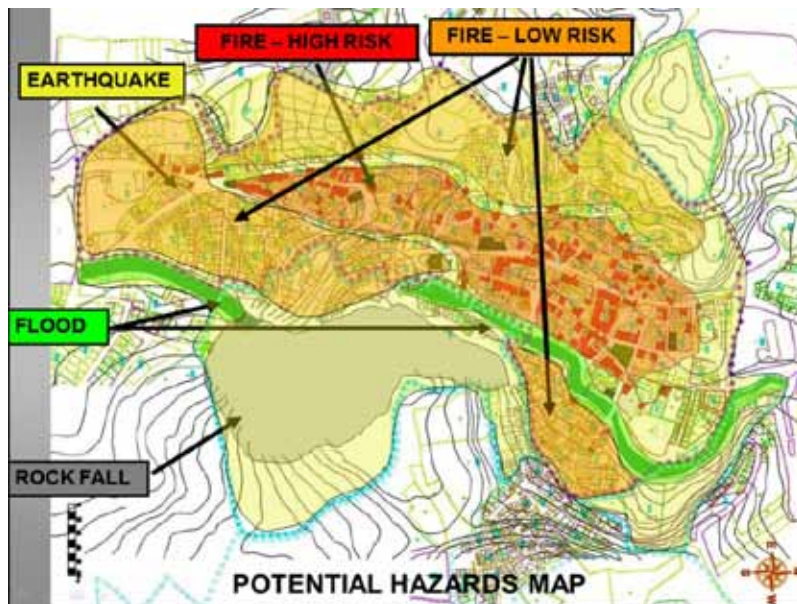 FIRE – HIGH RISK
FIRE – LOW RISK
EARTHQUAKE
FLOOD
ROCK FALL
POTENTIAL HAZARDS MAP